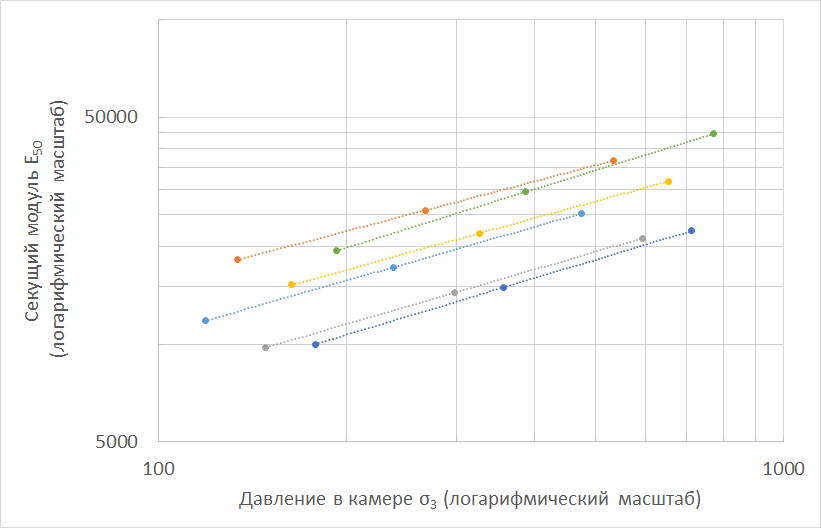 50000
Секущий модуль E50
(логарифмический масштаб)
5000
100
1000
Давление в камере σ3 (логарифмический масштаб)